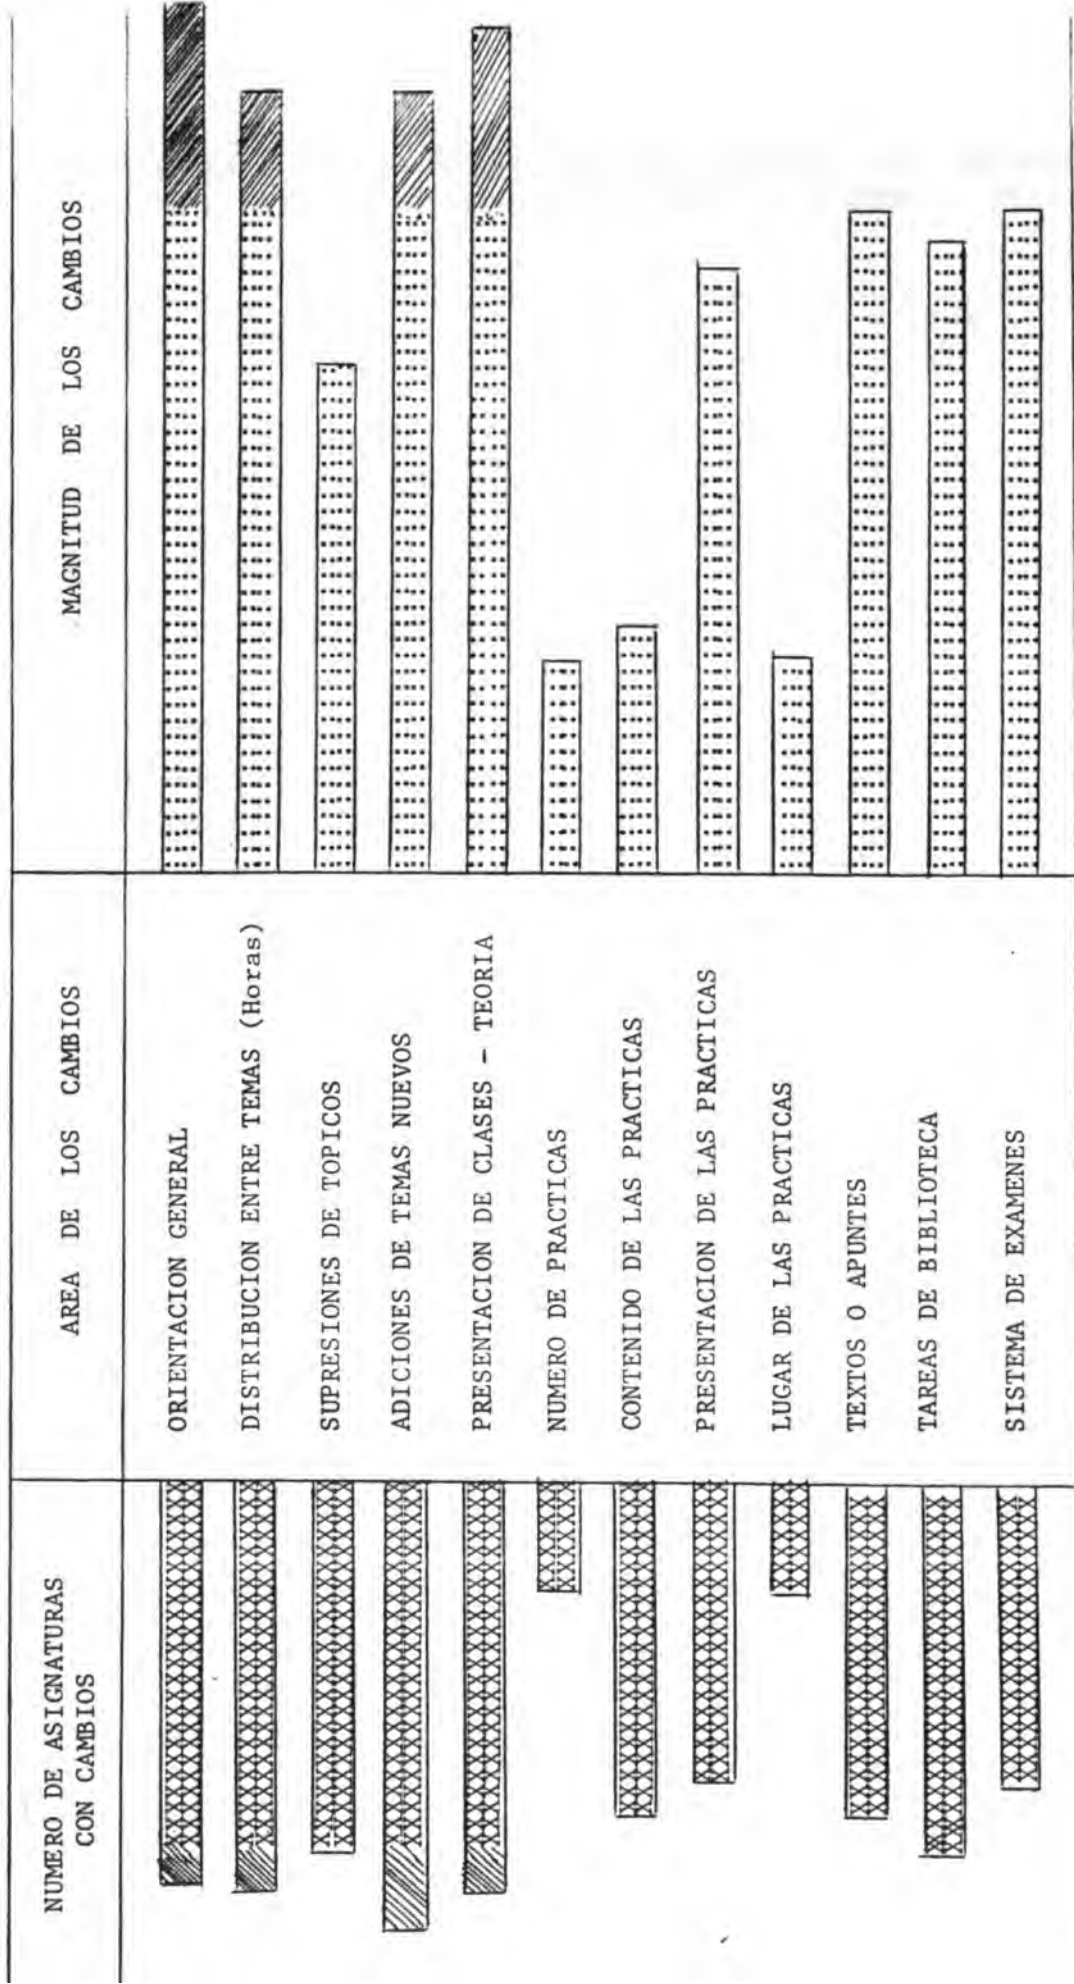 NUMERO DE ASIGNATURAS
CON CAMBIOS
AREA DE LOS CAMBIOS
MAGNITUD DE LOS CAMBIOS
ORIENTACION GENERAL
DISTRIBUCION ENTRE TEMAS (Horas)
SUPRESIONES DE TOPICOS
ADICIONES DE TEMAS NUEVOS
PRESENTACION DE CLASES - TEORIA
NUMERO DE PRACTICAS
CONTENIDO DE LAS PRACTICAS
PRESENTACION DE LAS PRACTICAS
LUGAR DE LAS PRACTICAS
TEXTOS O APUNTES
TAREAS DE BIBLIOTECA
SISTEMA DE EXAMENES